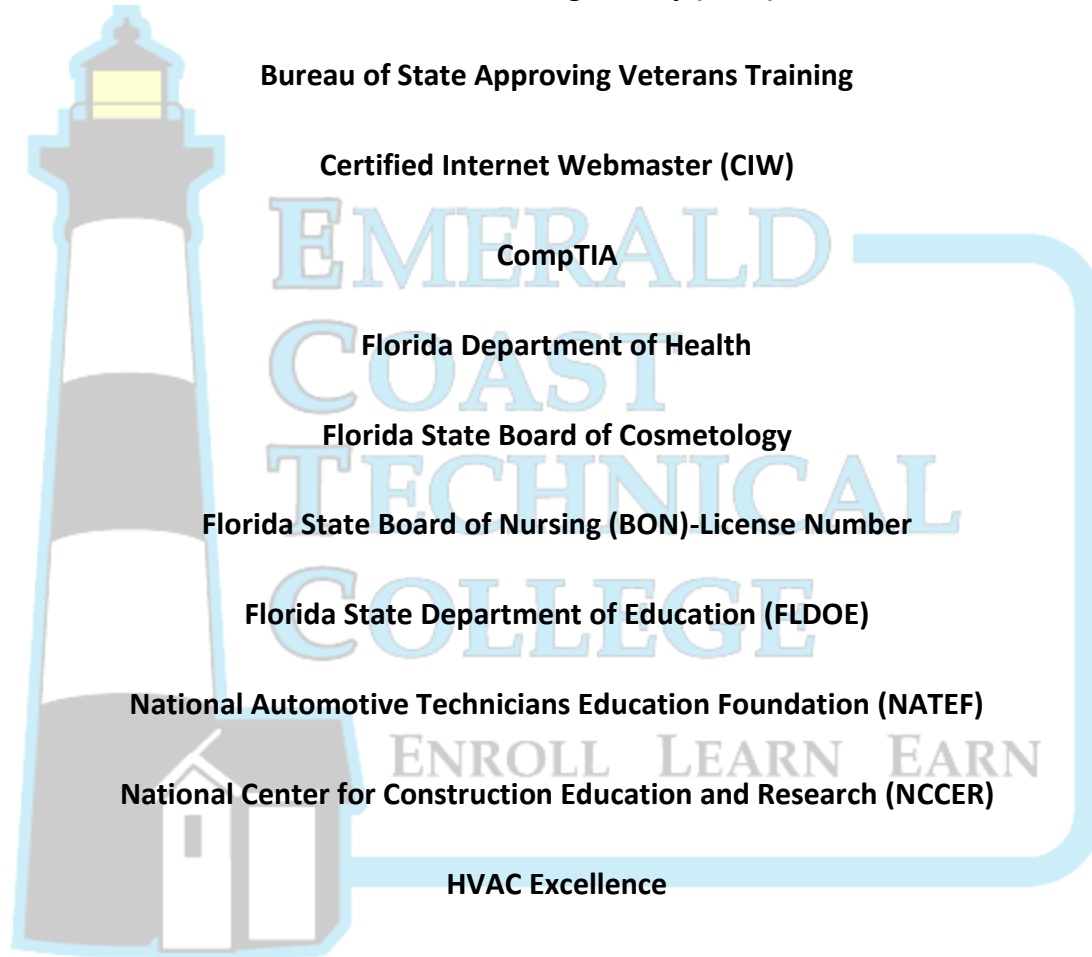 Bureau of State Approving Veterans Training
Certified Internet Webmaster (CIW)
EMERALD
CompTIA
Florida Department of Health
COAST
Florida State Board of Cosmetology
TECHNICAL
Florida State Board of Nursing (BON)-License Number
COLLEGE
Florida State Department of Education (FLDOE)
National Automotive Technicians Education Foundation (NATEF)
ENROLL LEARN EARN
National Center for Construction Education and Research (NCCER)
HVAC Excellence